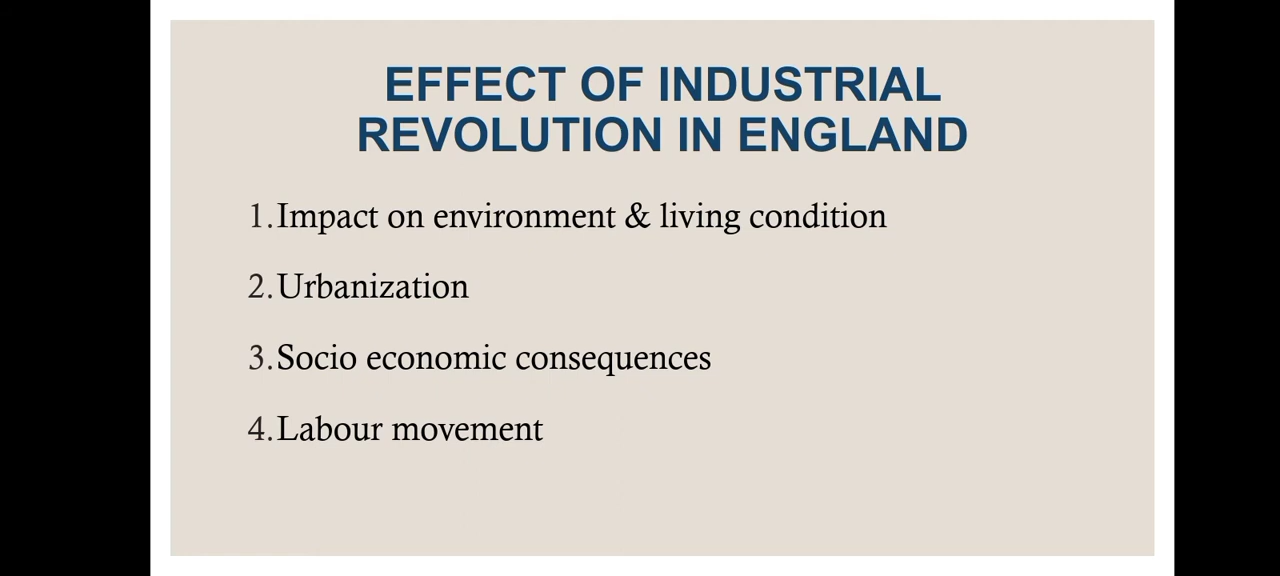 EFFECT OF INDUSTRIAL
REVOLUTION IN ENGLAND
1.Impact on environment & living condition
2.Urbanization
3.Socio economic consequences
4.Labour movement